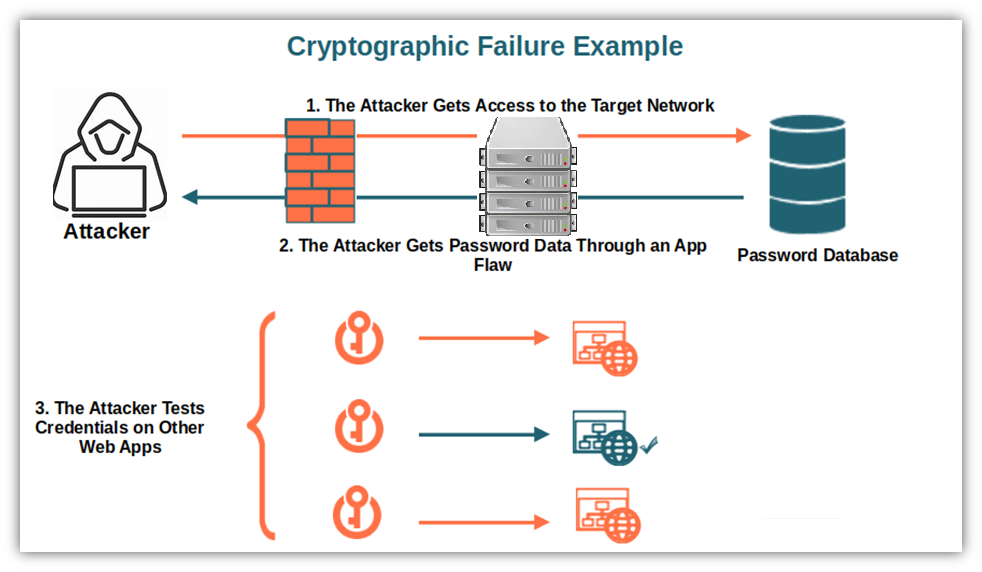 Cryptographic Failure Example
1. The Attacker Gets Access to the Target Network
Attacker
2. The Attacker Gets Password Data Through an App
Flaw
Password Database
3. The Attacker Tests
Credentials on Other
Web Apps